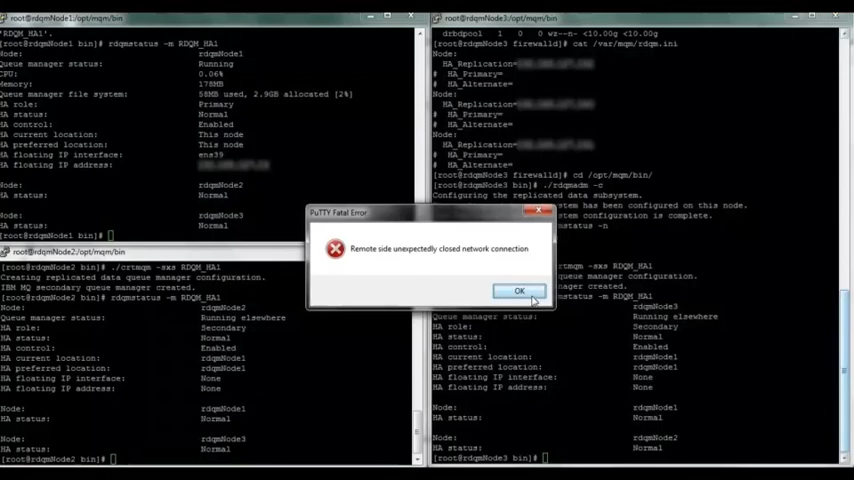 root@rdqmNode1:/opt/mqm/bin
'RDQM_HA1'.
[root@rdqmNode1 bin]# rdqmstatus -m RDQM_HA1
Node: rdqmNode1
Queue manager status: Running
CPU: 0.06%
Memory: 178MB
Queue manager file system: 58MB used, 2.9GB allocated [2%]
HA role: Primary
HA status: Normal
HA control: Enabled
HA current location: This node
HA preferred location: This node
HA floating IP interface: ens39
HA floating IP address:
Node: rdqmNode2
HA status: Normal
Node: rdqmNode3
HA status: Normal
[root@rdqmNode1 bin]#
root@rdqmNode2:/opt/mqm/bin
[root@rdqmNode2 bin]# ./crtmqm -sxs RDQM_HA1
Creating replicated data queue manager configuration.
IBM MQ secondary queue manager created.
[root@rdqmNode2 bin]# rdqmstatus -m RDQM_HA1
Node: rdqmNode2
Queue manager status: Running elsewhere
HA role: Secondary
HA status: Normal
HA control: Enabled
HA current location: rdqmNode1
HA preferred location: rdqmNode1
HA floating IP interface: None
HA floating IP address: None
Node: rdqmNode1
HA status: Normal
Node: rdqmNode3
HA status: Normal
[root@rdqmNode2 bin]#
root@rdqmNode3:/opt/mqm/bin
drbdpool 1 0 0 wz--n- <10.00g <10.00g
[root@rdqmNode3 firewalld]# cat /var/mqm/rdqm.ini
Node:
HA_Replication=
# HA_Primary=
# HA_Alternate=
Node:
HA_Replication=
# HA_Primary=
# HA_Alternate=
Node:
HA_Replication=
# HA_Primary=
# HA_Alternate=
[root@rdqmNode3 firewalld]# cd /opt/mqm/bin/
[root@rdqmNode3 bin]# ./rdqmadm -c
Configuring the replicated data subsystem.
stem has been configured on this node.
stem configuration is complete.
status -n
crtmqm -sxs RDQM_HA1
queue manager configuration.
anager created.
mstatus -m RDQM_HA1
rdqmNode3
Queue manager status: Running elsewhere
HA role: Secondary
HA status: Normal
HA control: Enabled
HA current location: rdqmNode1
HA preferred location: rdqmNode1
HA floating IP interface: None
HA floating IP address: None
Node: rdqmNode1
HA status: Normal
Node: rdqmNode2
HA status: Normal
[root@rdqmNode3 bin]#
PuTTY Fatal Error
Remote side unexpectedly closed network connection
OK